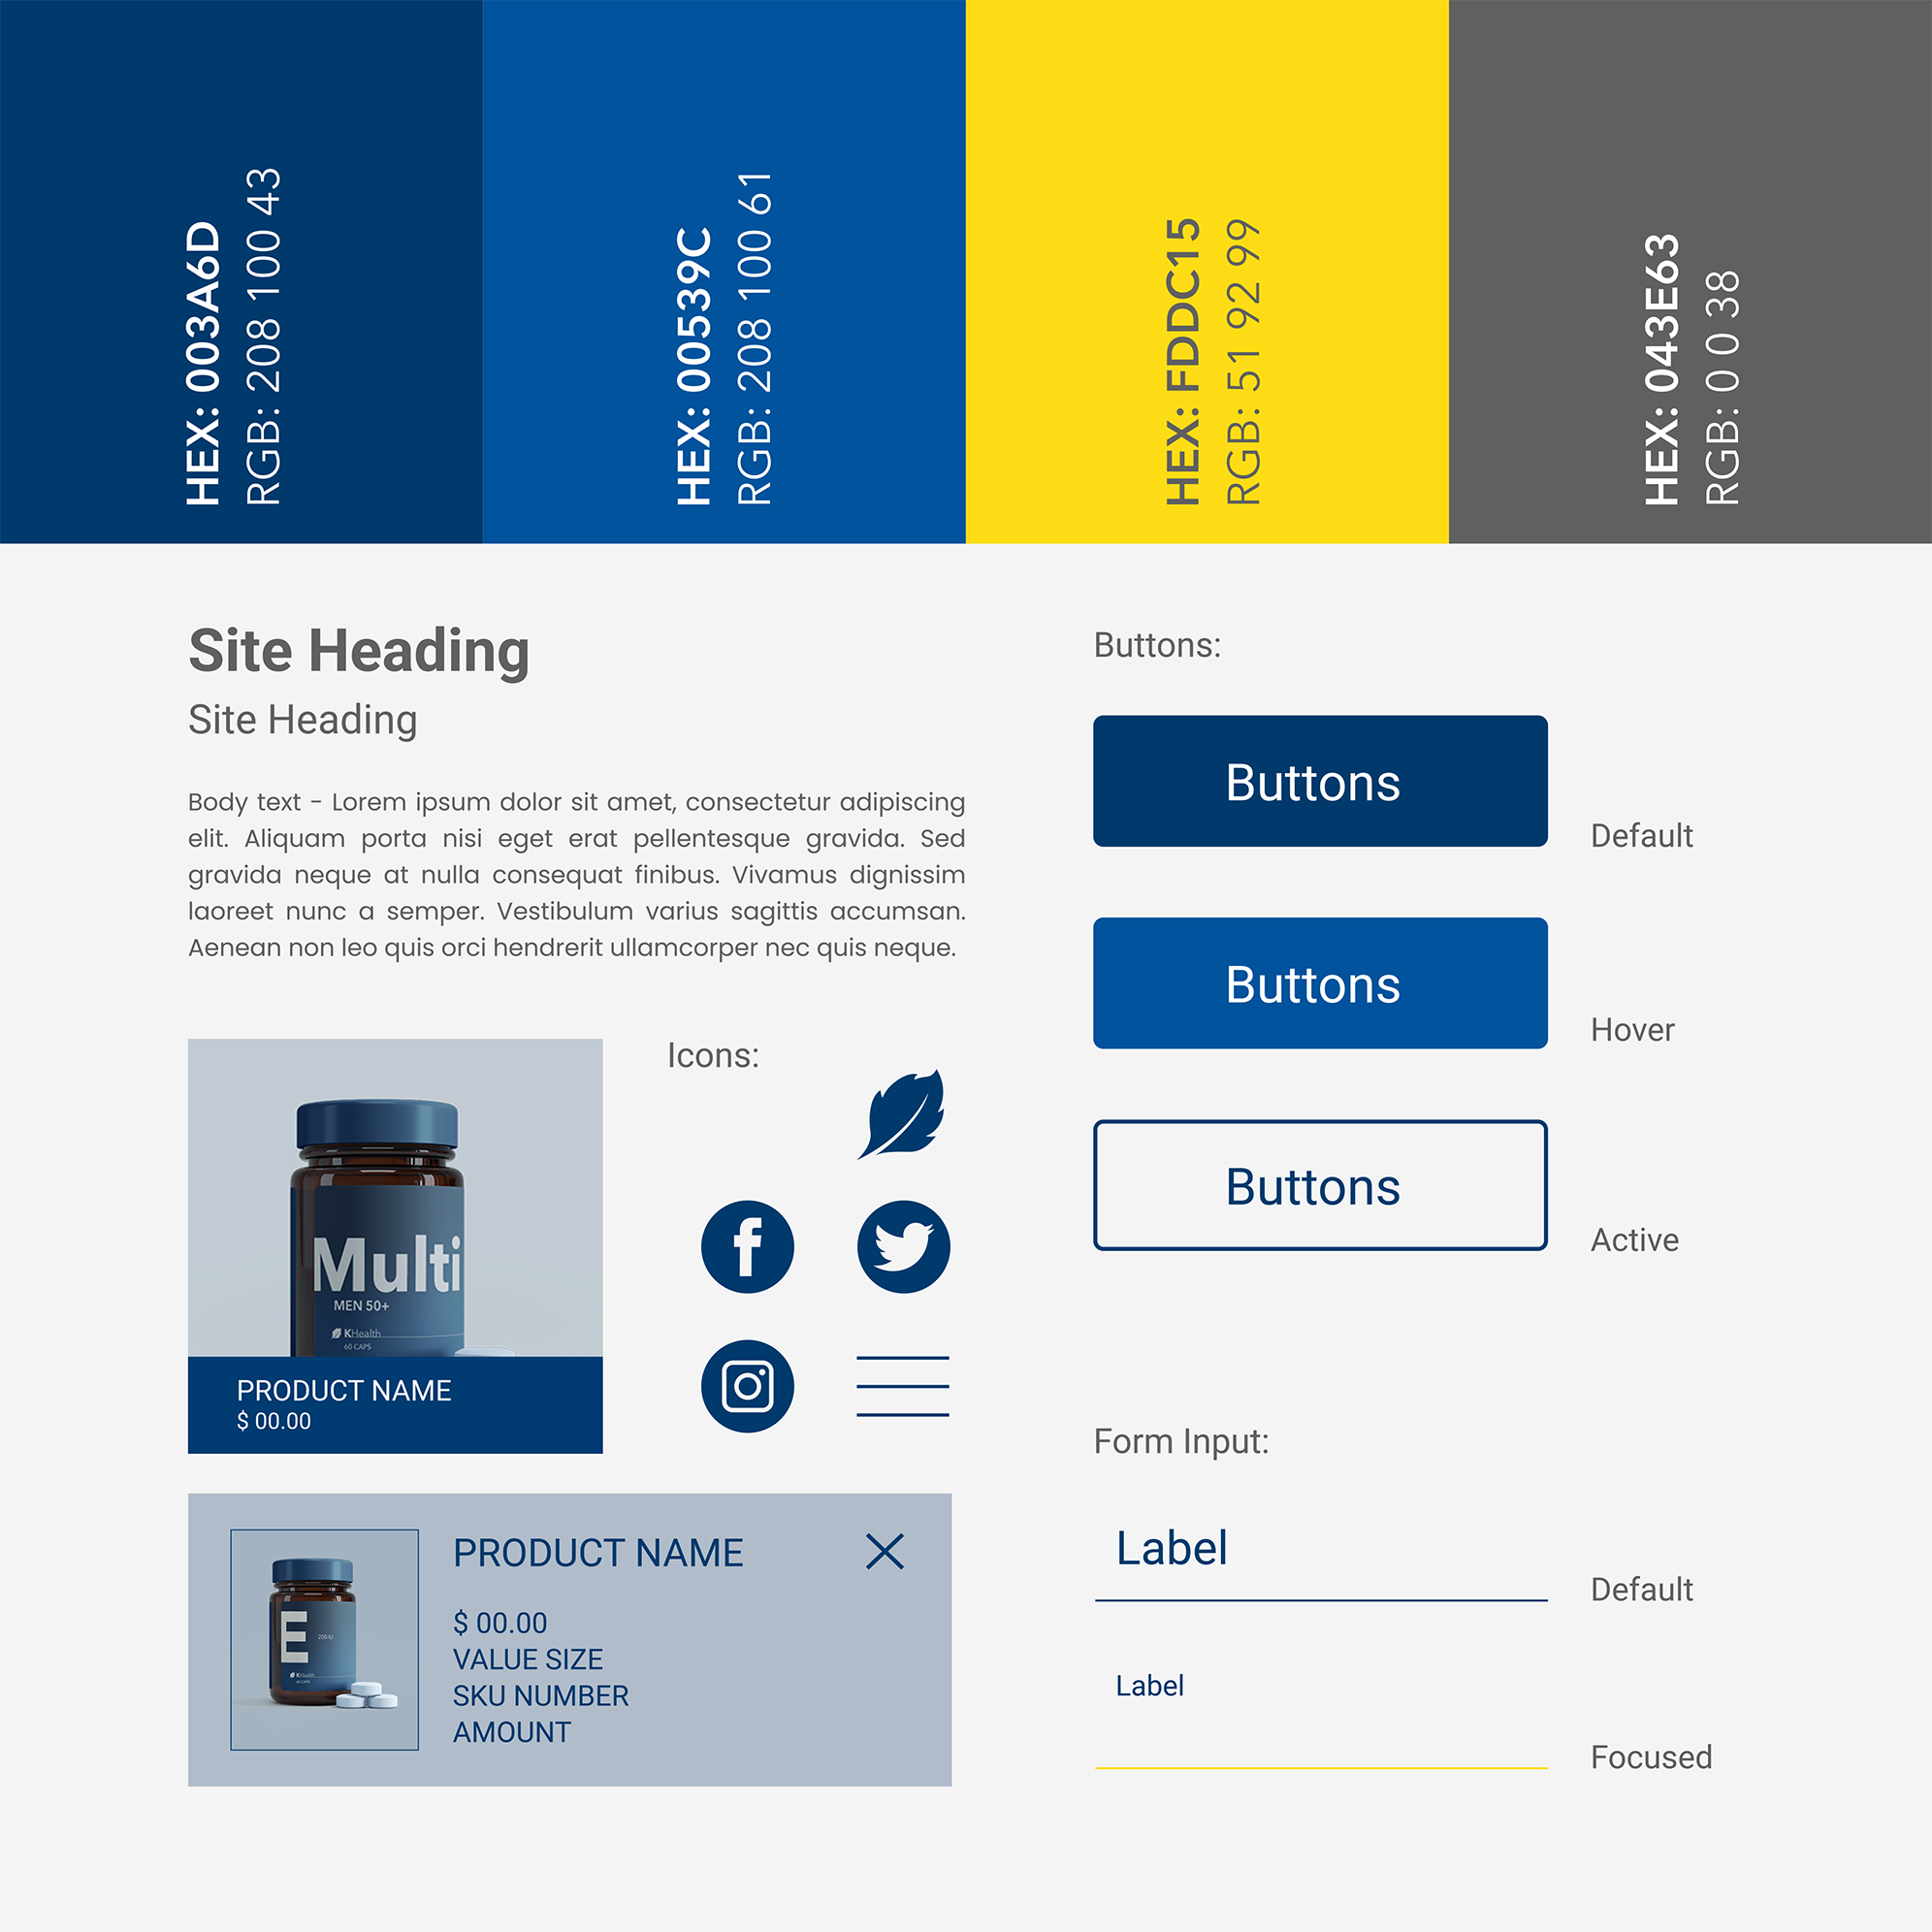 HEX: 003A6D
RGB: 208 100 43
HEX: 00539C
RGB: 208 100 61
HEX: FDDC15
RGB: 51 92 99
HEX: 043E63
RGB: 0 0 38
Site Heading
Site Heading
Body text - Lorem ipsum dolor sit amet, consectetur adipiscing
elit. Aliquam porta nisi eget erat pellentesque gravida. Sed
gravida neque at nulla consequat finibus. Vivamus dignissim
laoreet nunc a semper. Vestibulum varius sagittis accumsan.
Aenean non leo quis orci hendrerit ullamcorper nec quis neque.
Multi
MEN 50+
KHealth
60 CAPS
PRODUCT NAME
$ 00.00
Icons:
E
200 IU
KHealth
60 CAPS
PRODUCT NAME
$ 00.00
VALUE SIZE
SKU NUMBER
AMOUNT
Buttons:
Buttons
Default
Buttons
Hover
Buttons
Active
Form Input:
Label
Default
Label
Focused